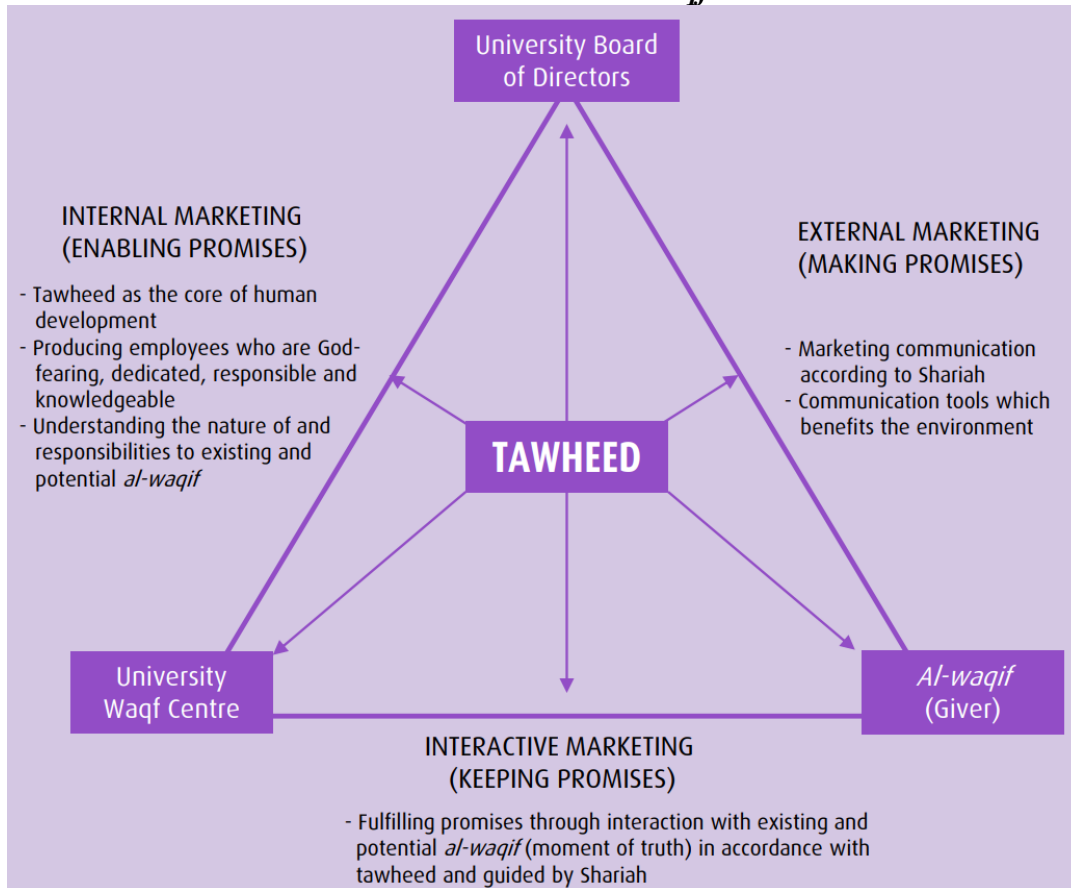 University Board
of Directors
INTERNAL MARKETING
(ENABLING PROMISES)
- Tawheed as the core of human
development
- Producing employees who are God-
fearing, dedicated, responsible and
knowledgeable
- Understanding the nature of and
responsibilities to existing and
potential al-waqif
EXTERNAL MARKETING
(MAKING PROMISES)
- Marketing communication
according to Shariah
- Communication tools which
benefits the environment
TAWHEED
University
Waqf Centre
Al-waqif
(Giver)
INTERACTIVE MARKETING
(KEEPING PROMISES)
- Fulfilling promises through interaction with existing and
potential al-waqif (moment of truth) in accordance with
tawheed and guided by Shariah